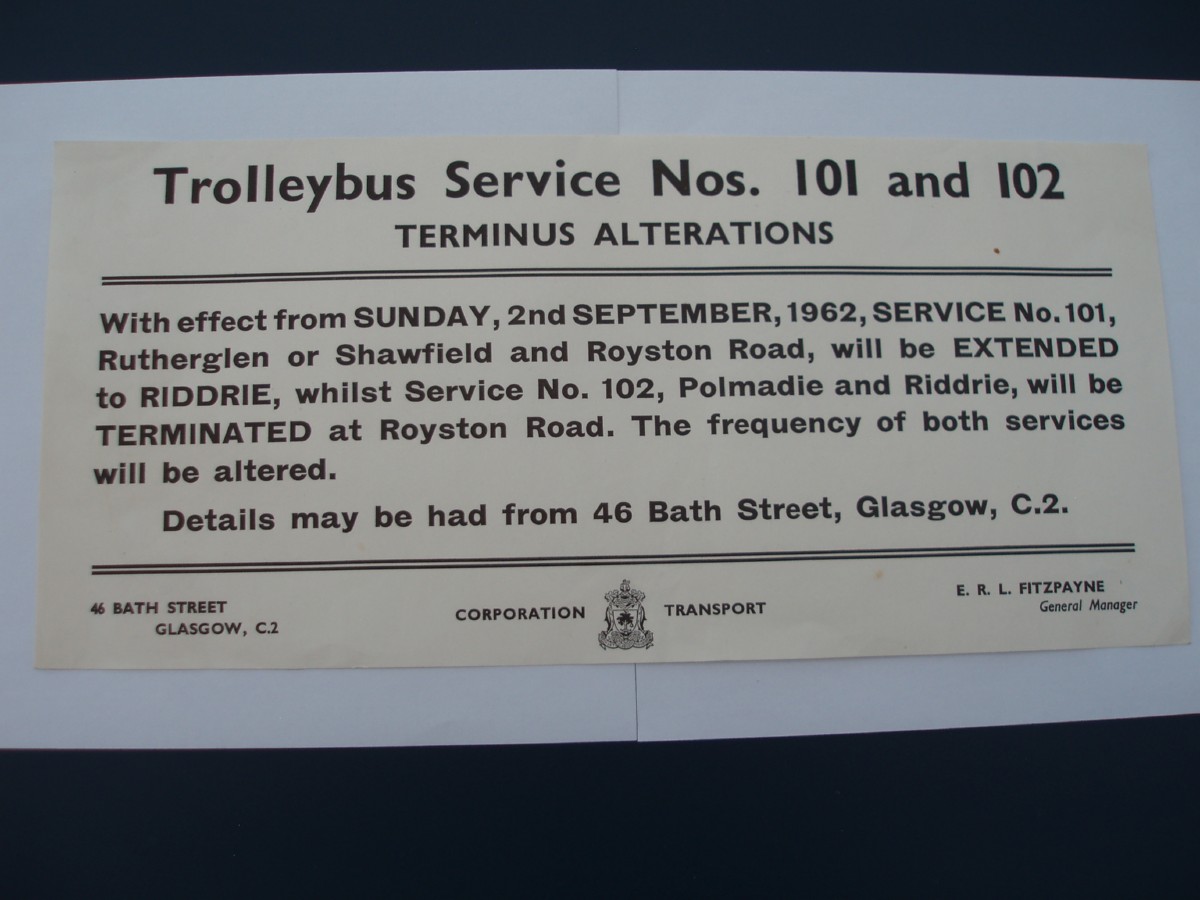 Trolleybus Service Nos. 101 and 102
TERMINUS ALTERATIONS
With effect from SUNDAY, 2nd SEPTEMBER, 1962, SERVICE No. 101,
Rutherglen or Shawfield and Royston Road, will be EXTENDED
to RIDDRIE, whilst Service No. 102, Polmadie and Riddrie, will be
TERMINATED at Royston Road. The frequency of both services
will be altered.
Details may be had from 46 Bath Street, Glasgow, C.2.
46 BATH STREET
GLASGOW, C.2
CORPORATION TRANSPORT
E. R. L. FITZPAYNE
General Manager